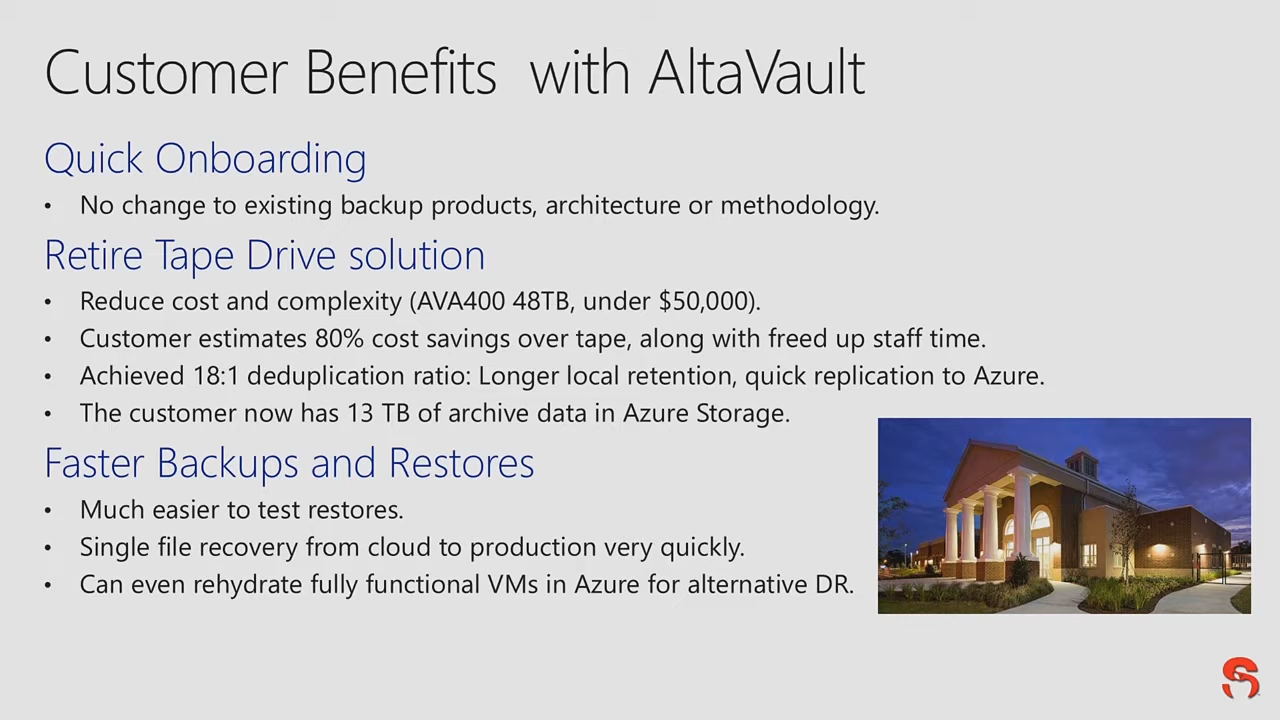 Customer Benefits  with AltaVault
Quick Onboarding
• No change to existing backup products, architecture or methodology.
Retire Tape Drive solution
• Reduce cost and complexity (AVA400 48TB, under $50,000).
• Customer estimates 80% cost savings over tape, along with freed up staff time.
• Achieved 18:1 deduplication ratio: Longer local retention, quick replication to Azure.
• The customer now has 13 TB of archive data in Azure Storage.
Faster Backups and Restores
• Much easier to test restores.
• Single file recovery from cloud to production very quickly.
• Can even rehydrate fully functional VMs in Azure for alternative DR.